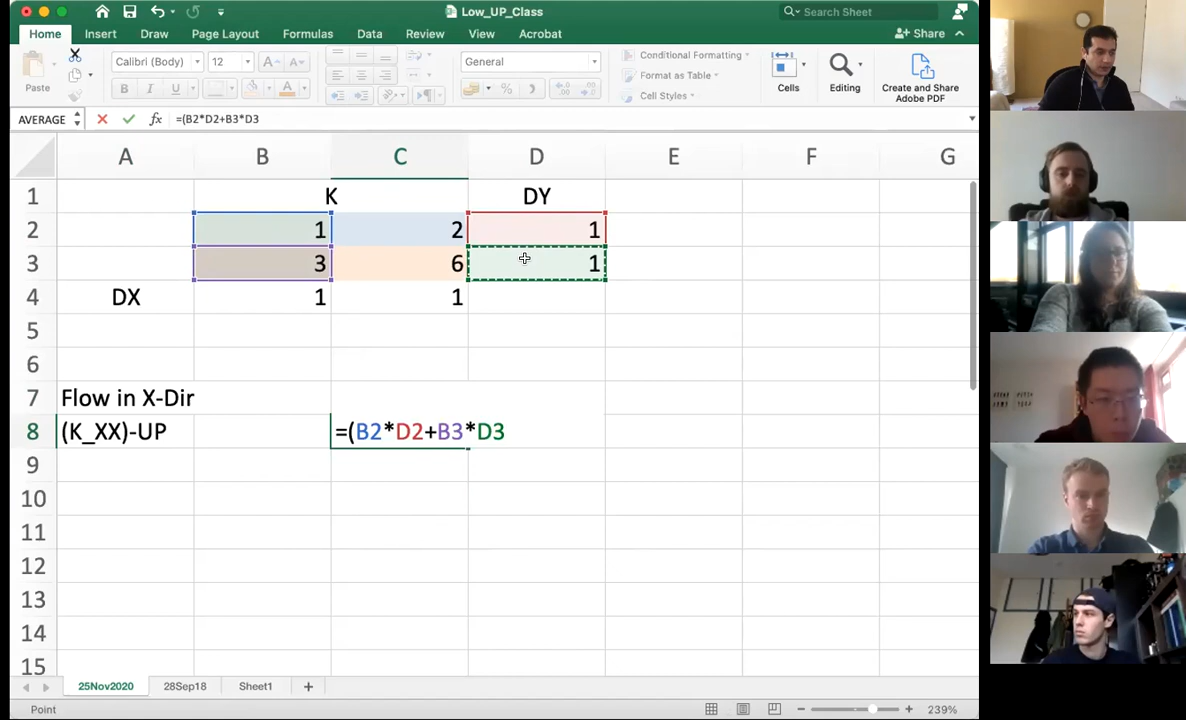 Low_UP_Class
Search Sheet
Home Insert Draw Page Layout Formulas Data Review View Acrobat Share
Paste Calibri (Body) 12 A A General Conditional Formatting
B I U A % Format as Table Cells Editing Create and Share
Cell Styles Adobe PDF
AVERAGE fx =(B2*D2+B3*D3
A B C D E F G
1 K DY
2 1 2 1
3 3 6 1
4 DX 1 1
5
6
7 Flow in X-Dir
8 (K_XX)-UP =(B2*D2+B3*D3
9
10
11
12
13
14
15
25Nov2020 28Sep18 Sheet1
Point 239%